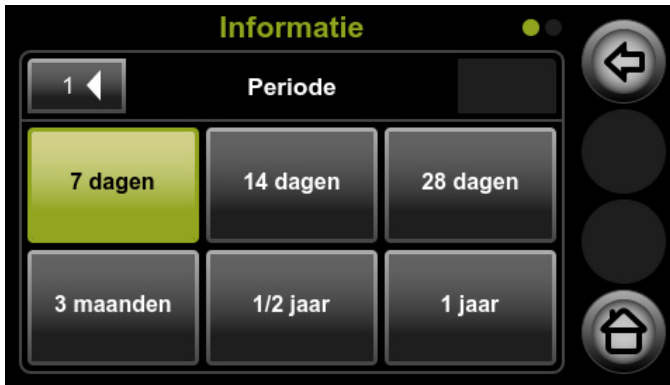 Informatie
1
Periode
7 dagen
14 dagen
28 dagen
3 maanden
1/2 jaar
1 jaar